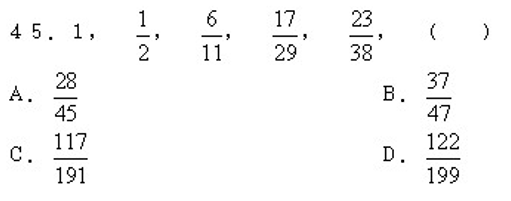 45. 1, 1/2, 6/11, 17/29, 23/38, ( )
A. 28/45 B. 37/47
C. 117/191 D. 122/199